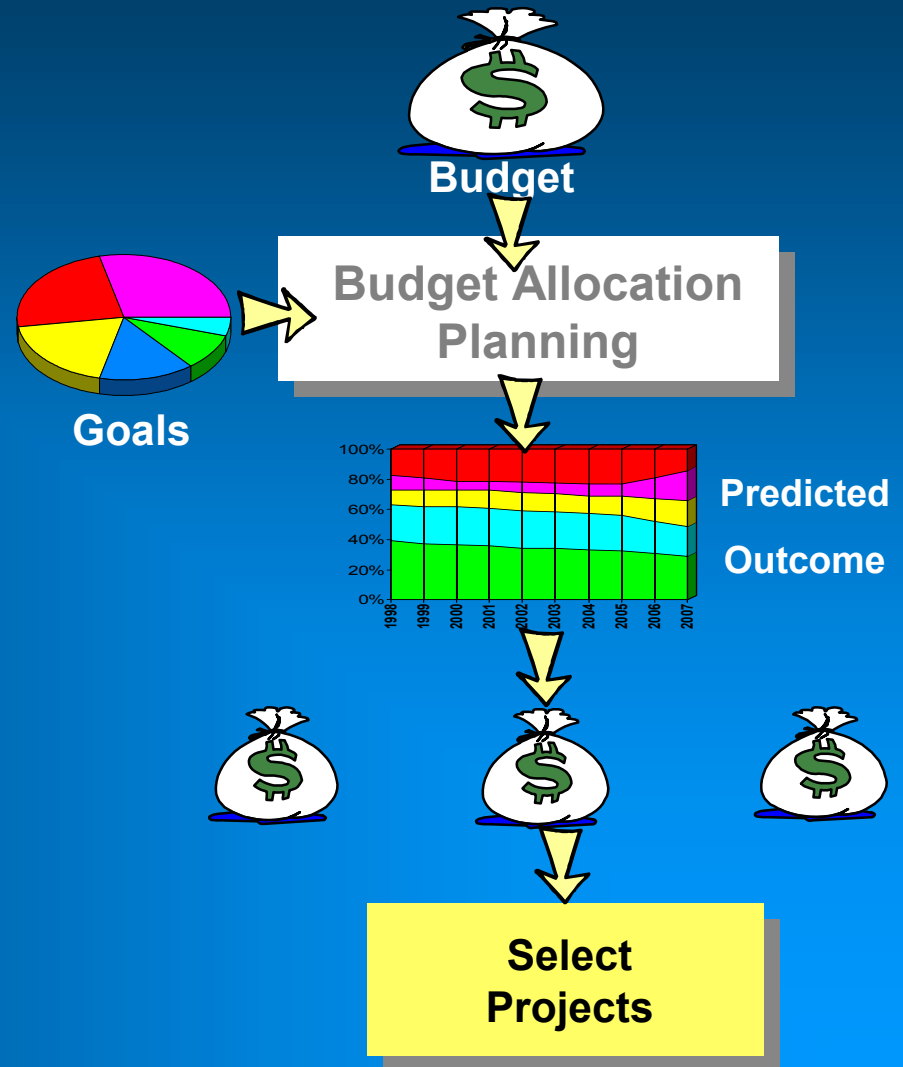 $
Budget
Budget Allocation
Planning
Goals
100%
80%
60%
40%
20%
0%
1998
1999
2000
2001
2002
2003
2004
2005
2006
2007
Predicted
Outcome
$
$
$
Select
Projects